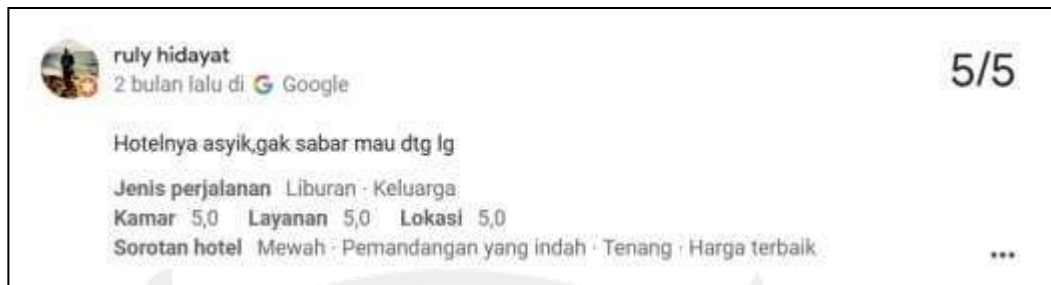 ruly hidayat
5/5
2 bulan lalu di Google
Hotelnya asyik,gak sabar mau dtg lg
Jenis perjalanan Liburan · Keluarga
Kamar 5,0 Layanan 5,0 Lokasi 5,0
Sorotan hotel Mewah · Pemandangan yang indah · Tenang · Harga terbaik